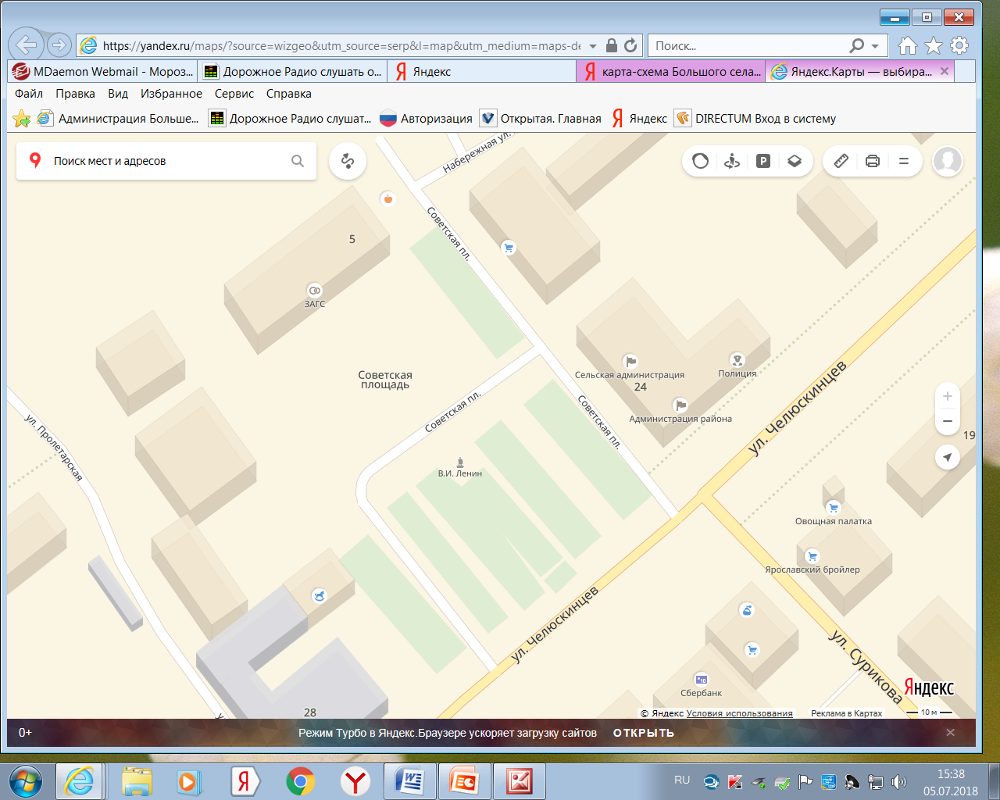 https://yandex.ru/maps/?source=wizgeo&utm_source=serp&l=map&utm_medium=maps-de
Поиск...
MDaemon Webmail - Мороз...
Дорожное Радио слушать о...
Яндекс
карта-схема Большого села...
Яндекс.Карты — выбира...
Файл Правка Вид Избранное Сервис Справка
Администрация Больше...
Дорожное Радио слушат...
Авторизация
Открытая. Главная
Яндекс
DIRECTUM Вход в систему
Поиск мест и адресов
P
Набережная ул.
Советская пл.
5
ЗАГС
Советская
площадь
Сельская администрация
24
Полиция
Администрация района
Советская пл.
Советская пл.
ул. Челюскинцев
ул. Пролетарская
В.И. Ленин
19
Овощная палатка
Ярославский бройлер
ул. Челюскинцев
ул. Сурикова
Сбербанк
28
Яндекс
© Яндекс Условия использования
Реклама в Картах
10 м
0+
Режим Турбо в Яндекс.Браузере ускоряет загрузку сайтов
ОТКРЫТЬ
RU
15:38
05.07.2018